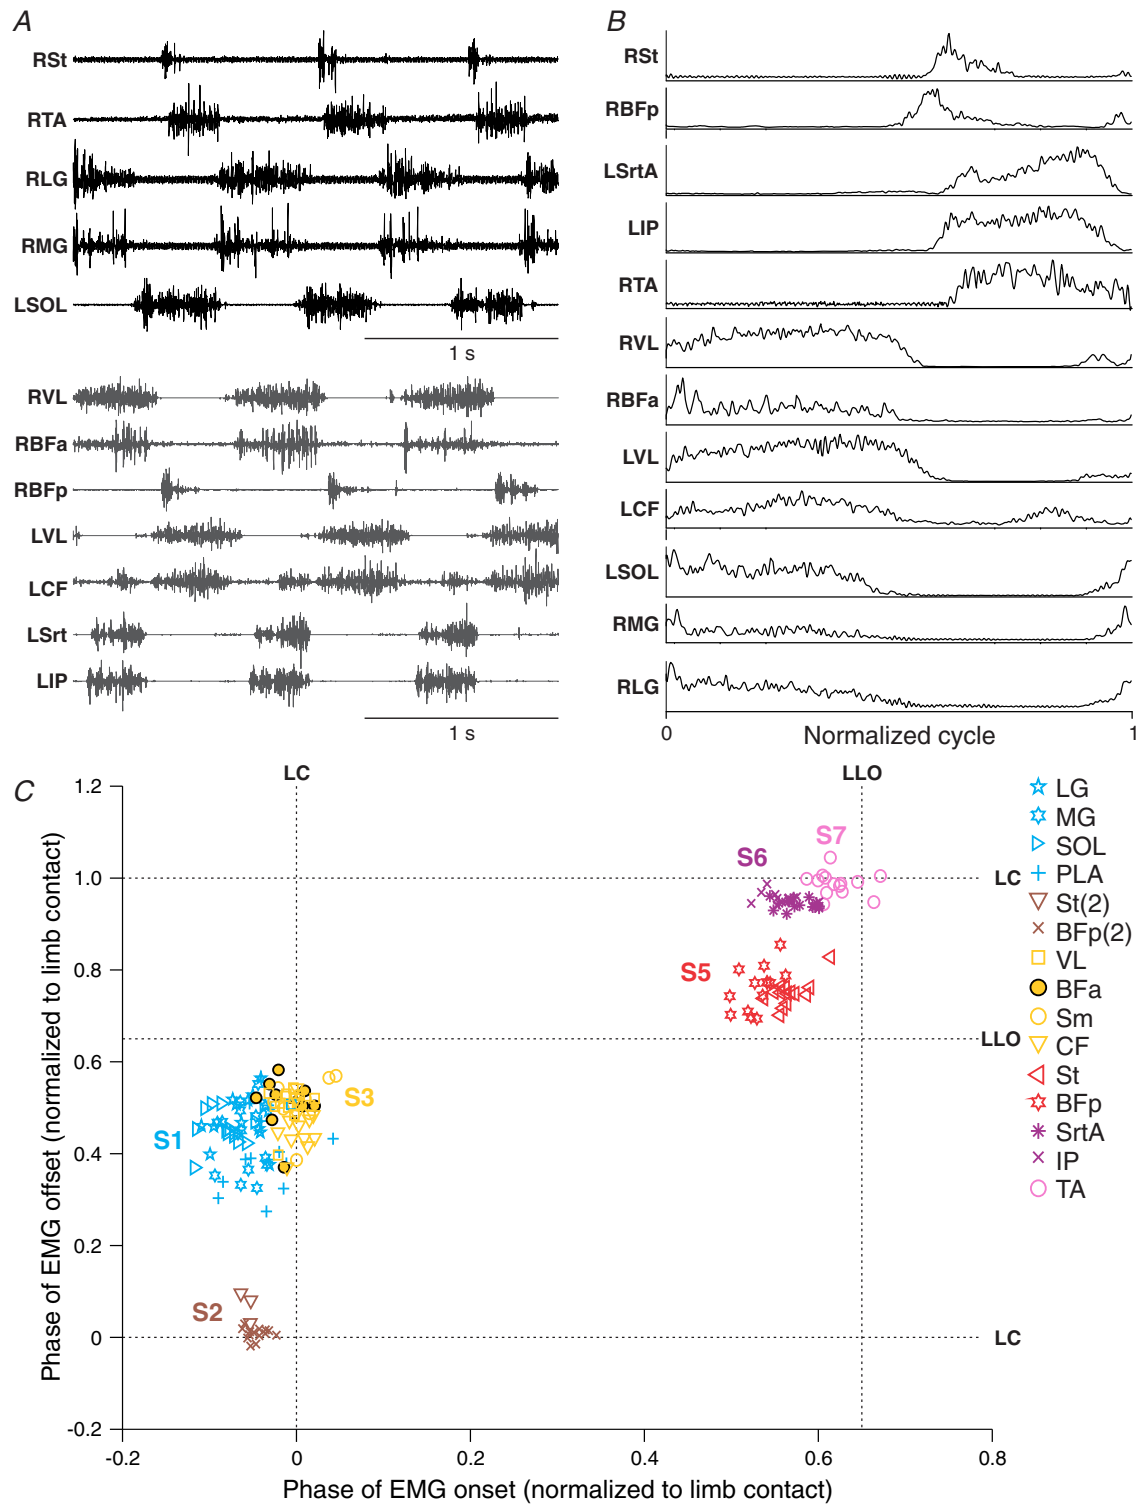 A
RSt
RTA
RLG
RMG
LSOL
1 s
RVL
RBFa
RBFp
LVL
LCF
LSrt
LIP
1 s
B
RSt
RBFp
LSrtA
LIP
RTA
RVL
RBFa
LVL
LCF
LSOL
RMG
RLG
0 Normalized cycle 1
C
LC LLO
1.2
1.0
0.8
0.6
0.4
0.2
0
-0.2
Phase of EMG offset (normalized to limb contact)
S7
S6
S5
S3
S1
S2
LC
LLO
LC
-0.2 0 0.2 0.4 0.6 0.8
Phase of EMG onset (normalized to limb contact)
LG
MG
SOL
PLA
St(2)
BFp(2)
VL
BFa
Sm
CF
St
BFp
SrtA
IP
TA